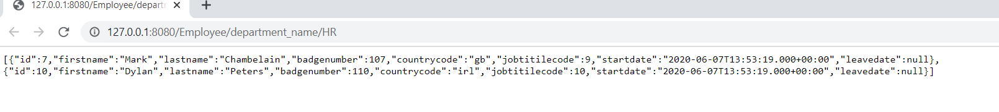 127.0.0.1:8080/Employee/departm
127.0.0.1:8080/Employee/department_name/HR
[{"id":7,"firstname":"Mark","lastname":"Chambelain","badgenumber":107,"countrycode":"gb","jobtitilecode":9,"startdate":"2020-06-07T13:53:19.000+00:00","leavedate":null},
{"id":10,"firstname":"Dylan","lastname":"Peters","badgenumber":110,"countrycode":"irl","jobtitilecode":10,"startdate":"2020-06-07T13:53:19.000+00:00","leavedate":null}]